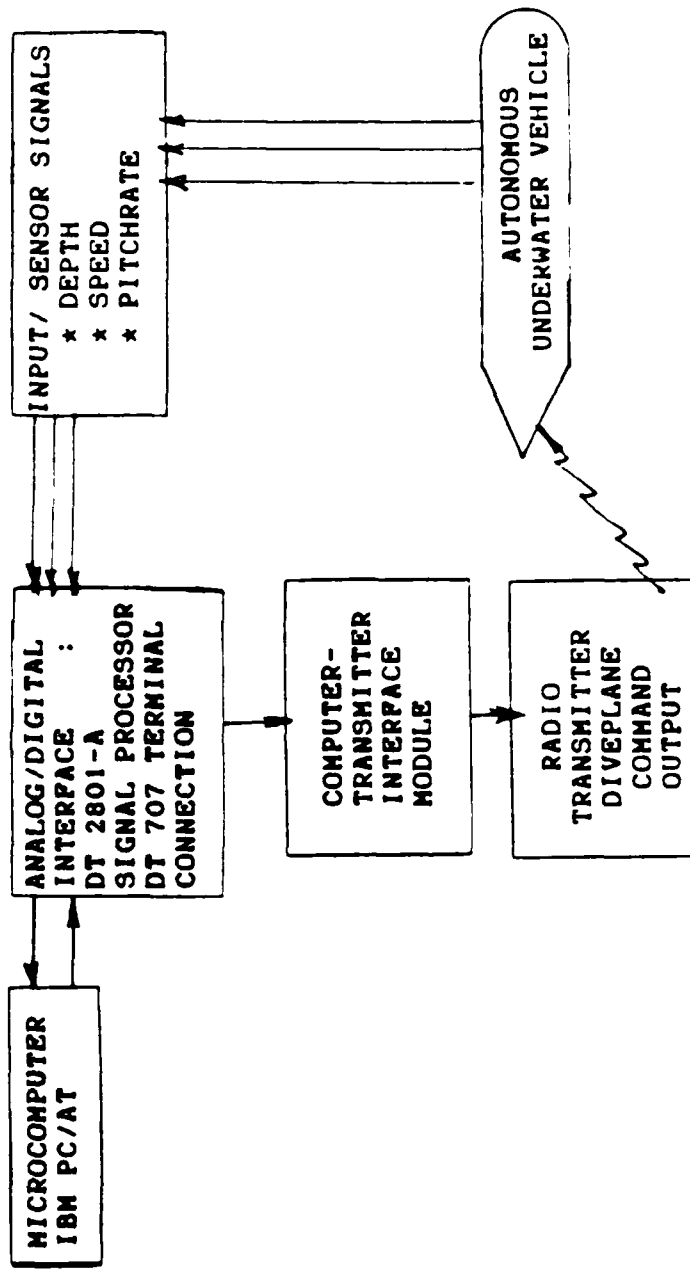 MICROCOMPUTER
IBM PC/AT
ANALOG/DIGITAL
INTERFACE :
DT 2801-A
SIGNAL PROCESSOR
DT 707 TERMINAL
CONNECTION
INPUT/ SENSOR SIGNALS
★ DEPTH
★ SPEED
★ PITCHRATE
COMPUTER-
TRANSMITTER
INTERFACE
MODULE
RADIO
TRANSMITTER
DIVEPLANE
COMMAND
OUTPUT
AUTONOMOUS
UNDERWATER VEHICLE